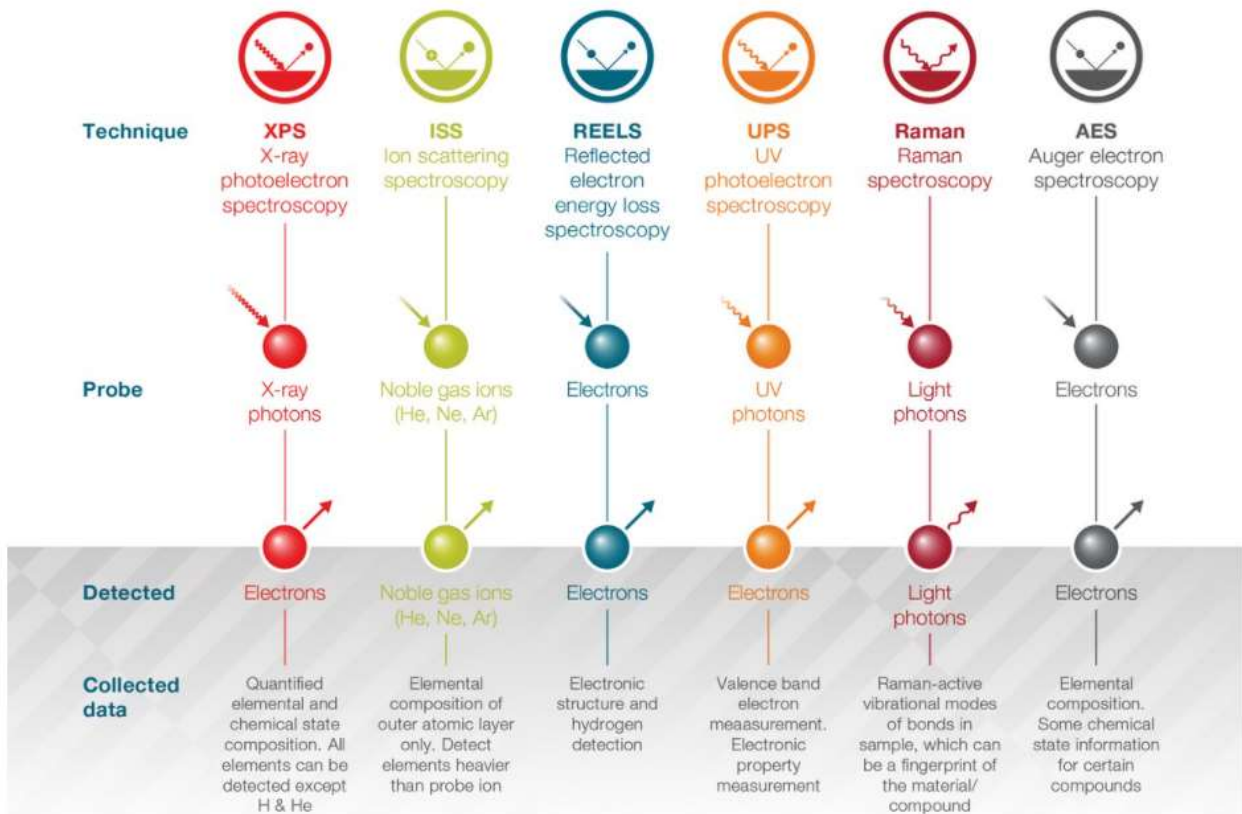 Technique
XPS
X-ray
photoelectron
spectroscopy
ISS
Ion scattering
spectroscopy
REELS
Reflected
electron
energy loss
spectroscopy
UPS
UV
photoelectron
spectroscopy
Raman
Raman
spectroscopy
AES
Auger electron
spectroscopy
Probe
X-ray
photons
Noble gas ions
(He, Ne, Ar)
Electrons
UV
photons
Light
photons
Electrons
Detected
Electrons
Noble gas ions
(He, Ne, Ar)
Electrons
Electrons
Light
photons
Electrons
Collected
data
Quantified
elemental and
chemical state
composition. All
elements can be
detected except
H & He
Elemental
composition of
outer atomic layer
only. Detect
elements heavier
than probe ion
Electronic
structure and
hydrogen
detection
Valence band
electron
meaasurement.
Electronic
property
measurement
Raman-active
vibrational modes
of bonds in
sample, which can
be a fingerprint of
the material/
compound
Elemental
composition.
Some chemical
state information
for certain
compounds